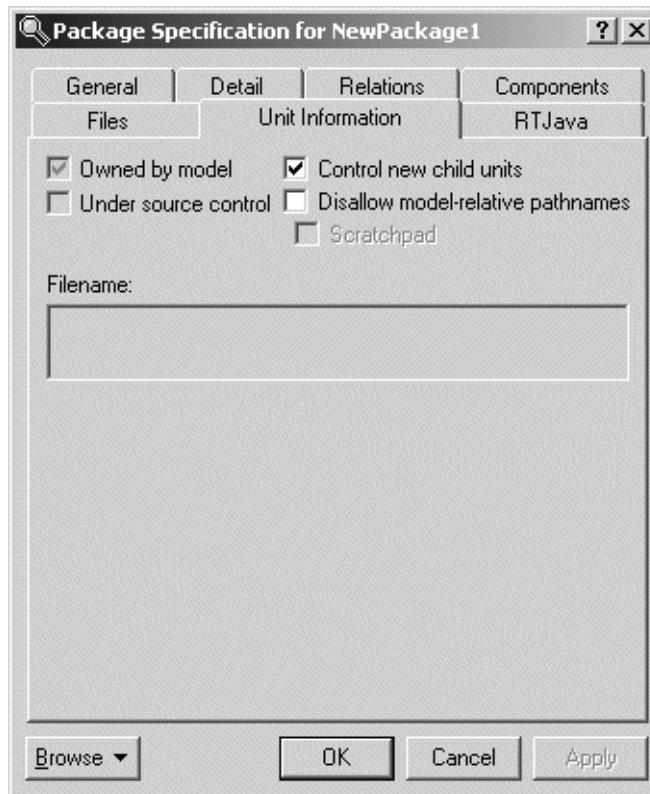 Package Specification for NewPackage1
General Detail Relations Components
Files Unit Information RTJava
Owned by model Control new child units
Under source control Disallow model-relative pathnames
Scratchpad
Filename:
Browse OK Cancel Apply